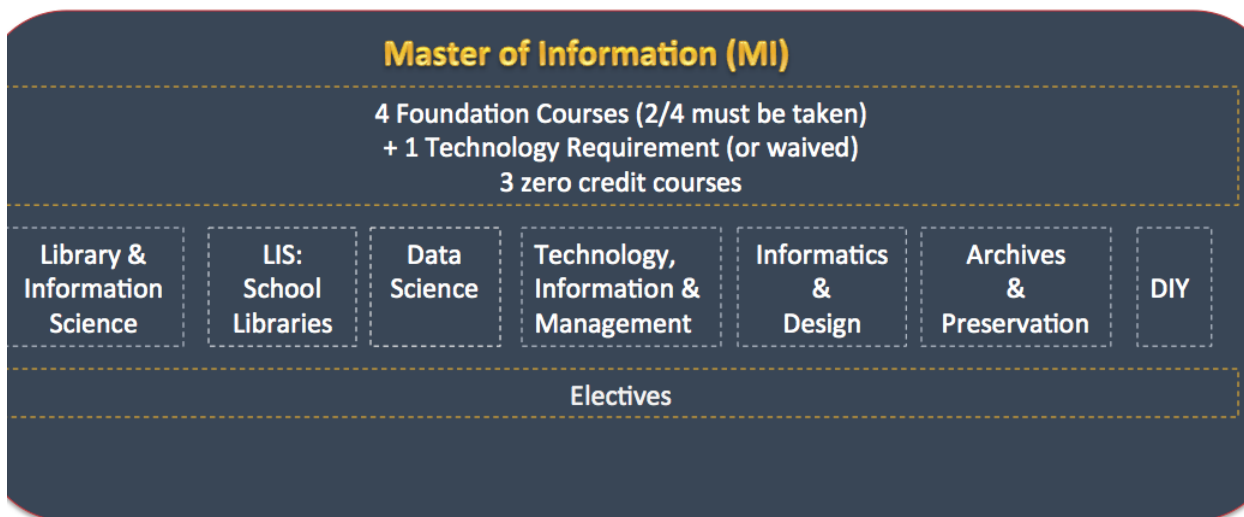 Master of Information (MI)
4 Foundation Courses (2/4 must be taken)
+ 1 Technology Requirement (or waived)
3 zero credit courses
Library &
Information
Science
LIS:
School
Libraries
Data
Science
Technology,
Information &
Management
Informatics
&
Design
Archives
&
Preservation
DIY
Electives